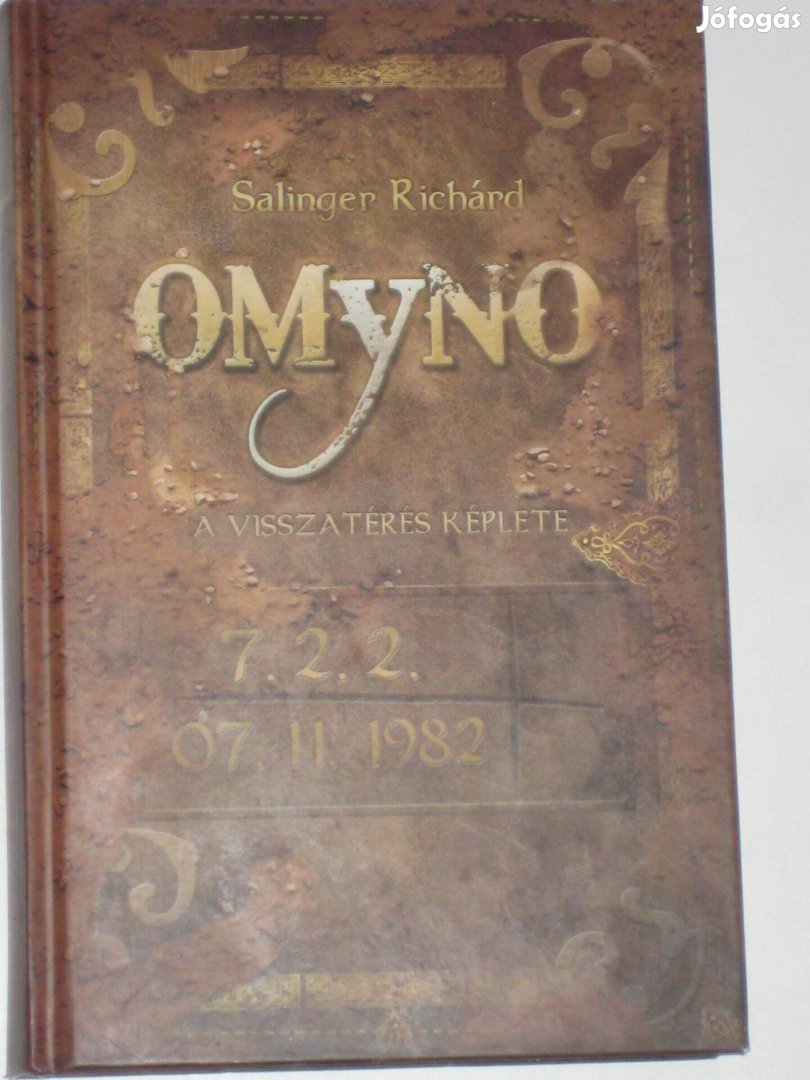 Jófogás
Salinger Richárd
OMyNO
A VISSZATÉRÉS KÉPLETE
7. 2. 2.
07. 11. 1982